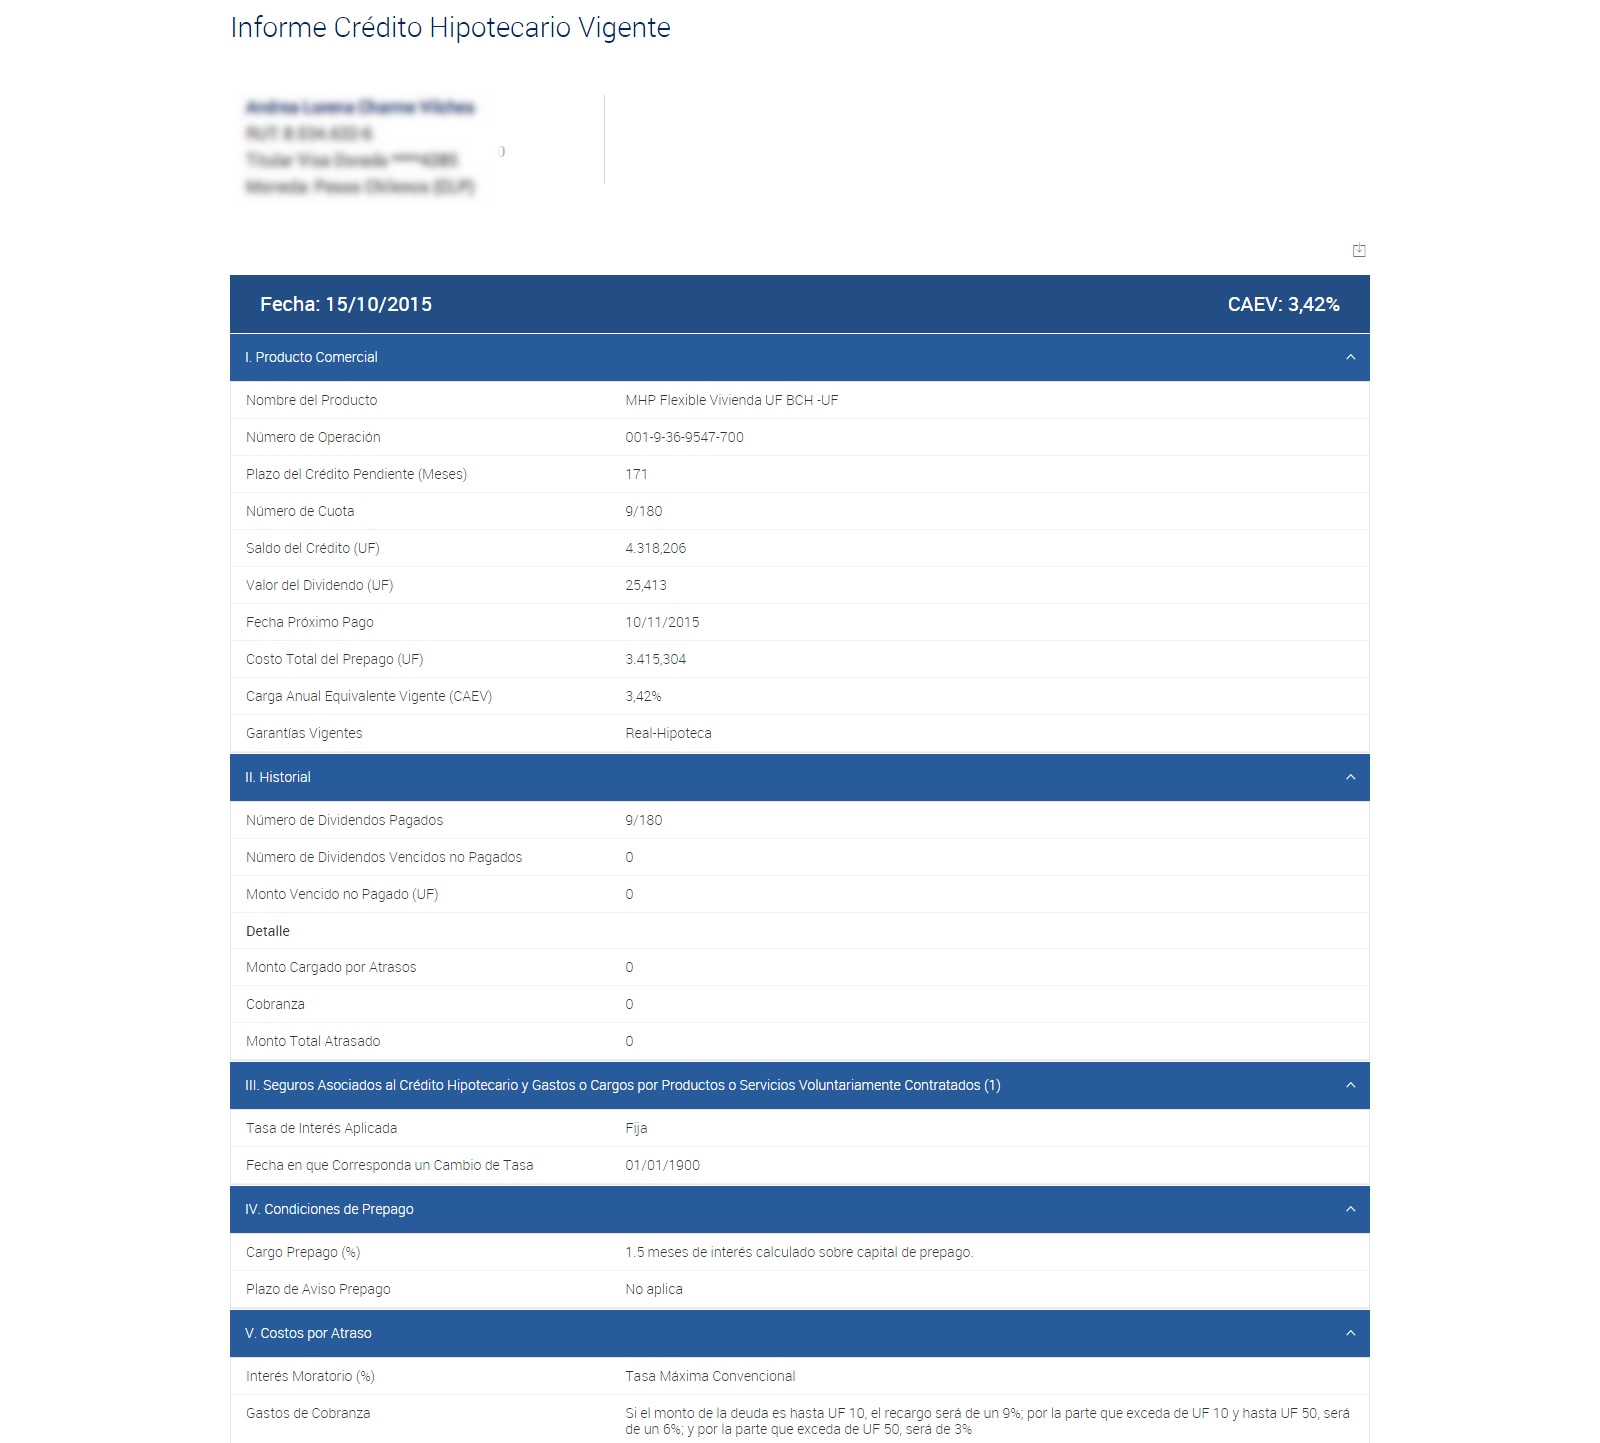 Informe Crédito Hipotecario Vigente
0
Fecha: 15/10/2015 CAEV: 3,42%
I. Producto Comercial
Nombre del Producto MHP Flexible Vivienda UF BCH -UF
Número de Operación 001-9-36-9547-700
Plazo del Crédito Pendiente (Meses) 171
Número de Cuota 9/180
Saldo del Crédito (UF) 4.318,206
Valor del Dividendo (UF) 25,413
Fecha Próximo Pago 10/11/2015
Costo Total del Prepago (UF) 3.415,304
Carga Anual Equivalente Vigente (CAEV) 3,42%
Garantías Vigentes Real-Hipoteca
II. Historial
Número de Dividendos Pagados 9/180
Número de Dividendos Vencidos no Pagados 0
Monto Vencido no Pagado (UF) 0
Detalle
Monto Cargado por Atrasos 0
Cobranza 0
Monto Total Atrasado 0
III. Seguros Asociados al Crédito Hipotecario y Gastos o Cargos por Productos o Servicios Voluntariamente Contratados (1)
Tasa de Interés Aplicada Fija
Fecha en que Corresponda un Cambio de Tasa 01/01/1900
IV. Condiciones de Prepago
Cargo Prepago (%) 1.5 meses de interés calculado sobre capital de prepago.
Plazo de Aviso Prepago No aplica
V. Costos por Atraso
Interés Moratorio (%) Tasa Máxima Convencional
Gastos de Cobranza Si el monto de la deuda es hasta UF 10, el recargo será de un 9%; por la parte que exceda de UF 10 y hasta UF 50, será
de un 6%; y por la parte que exceda de UF 50, será de 3%